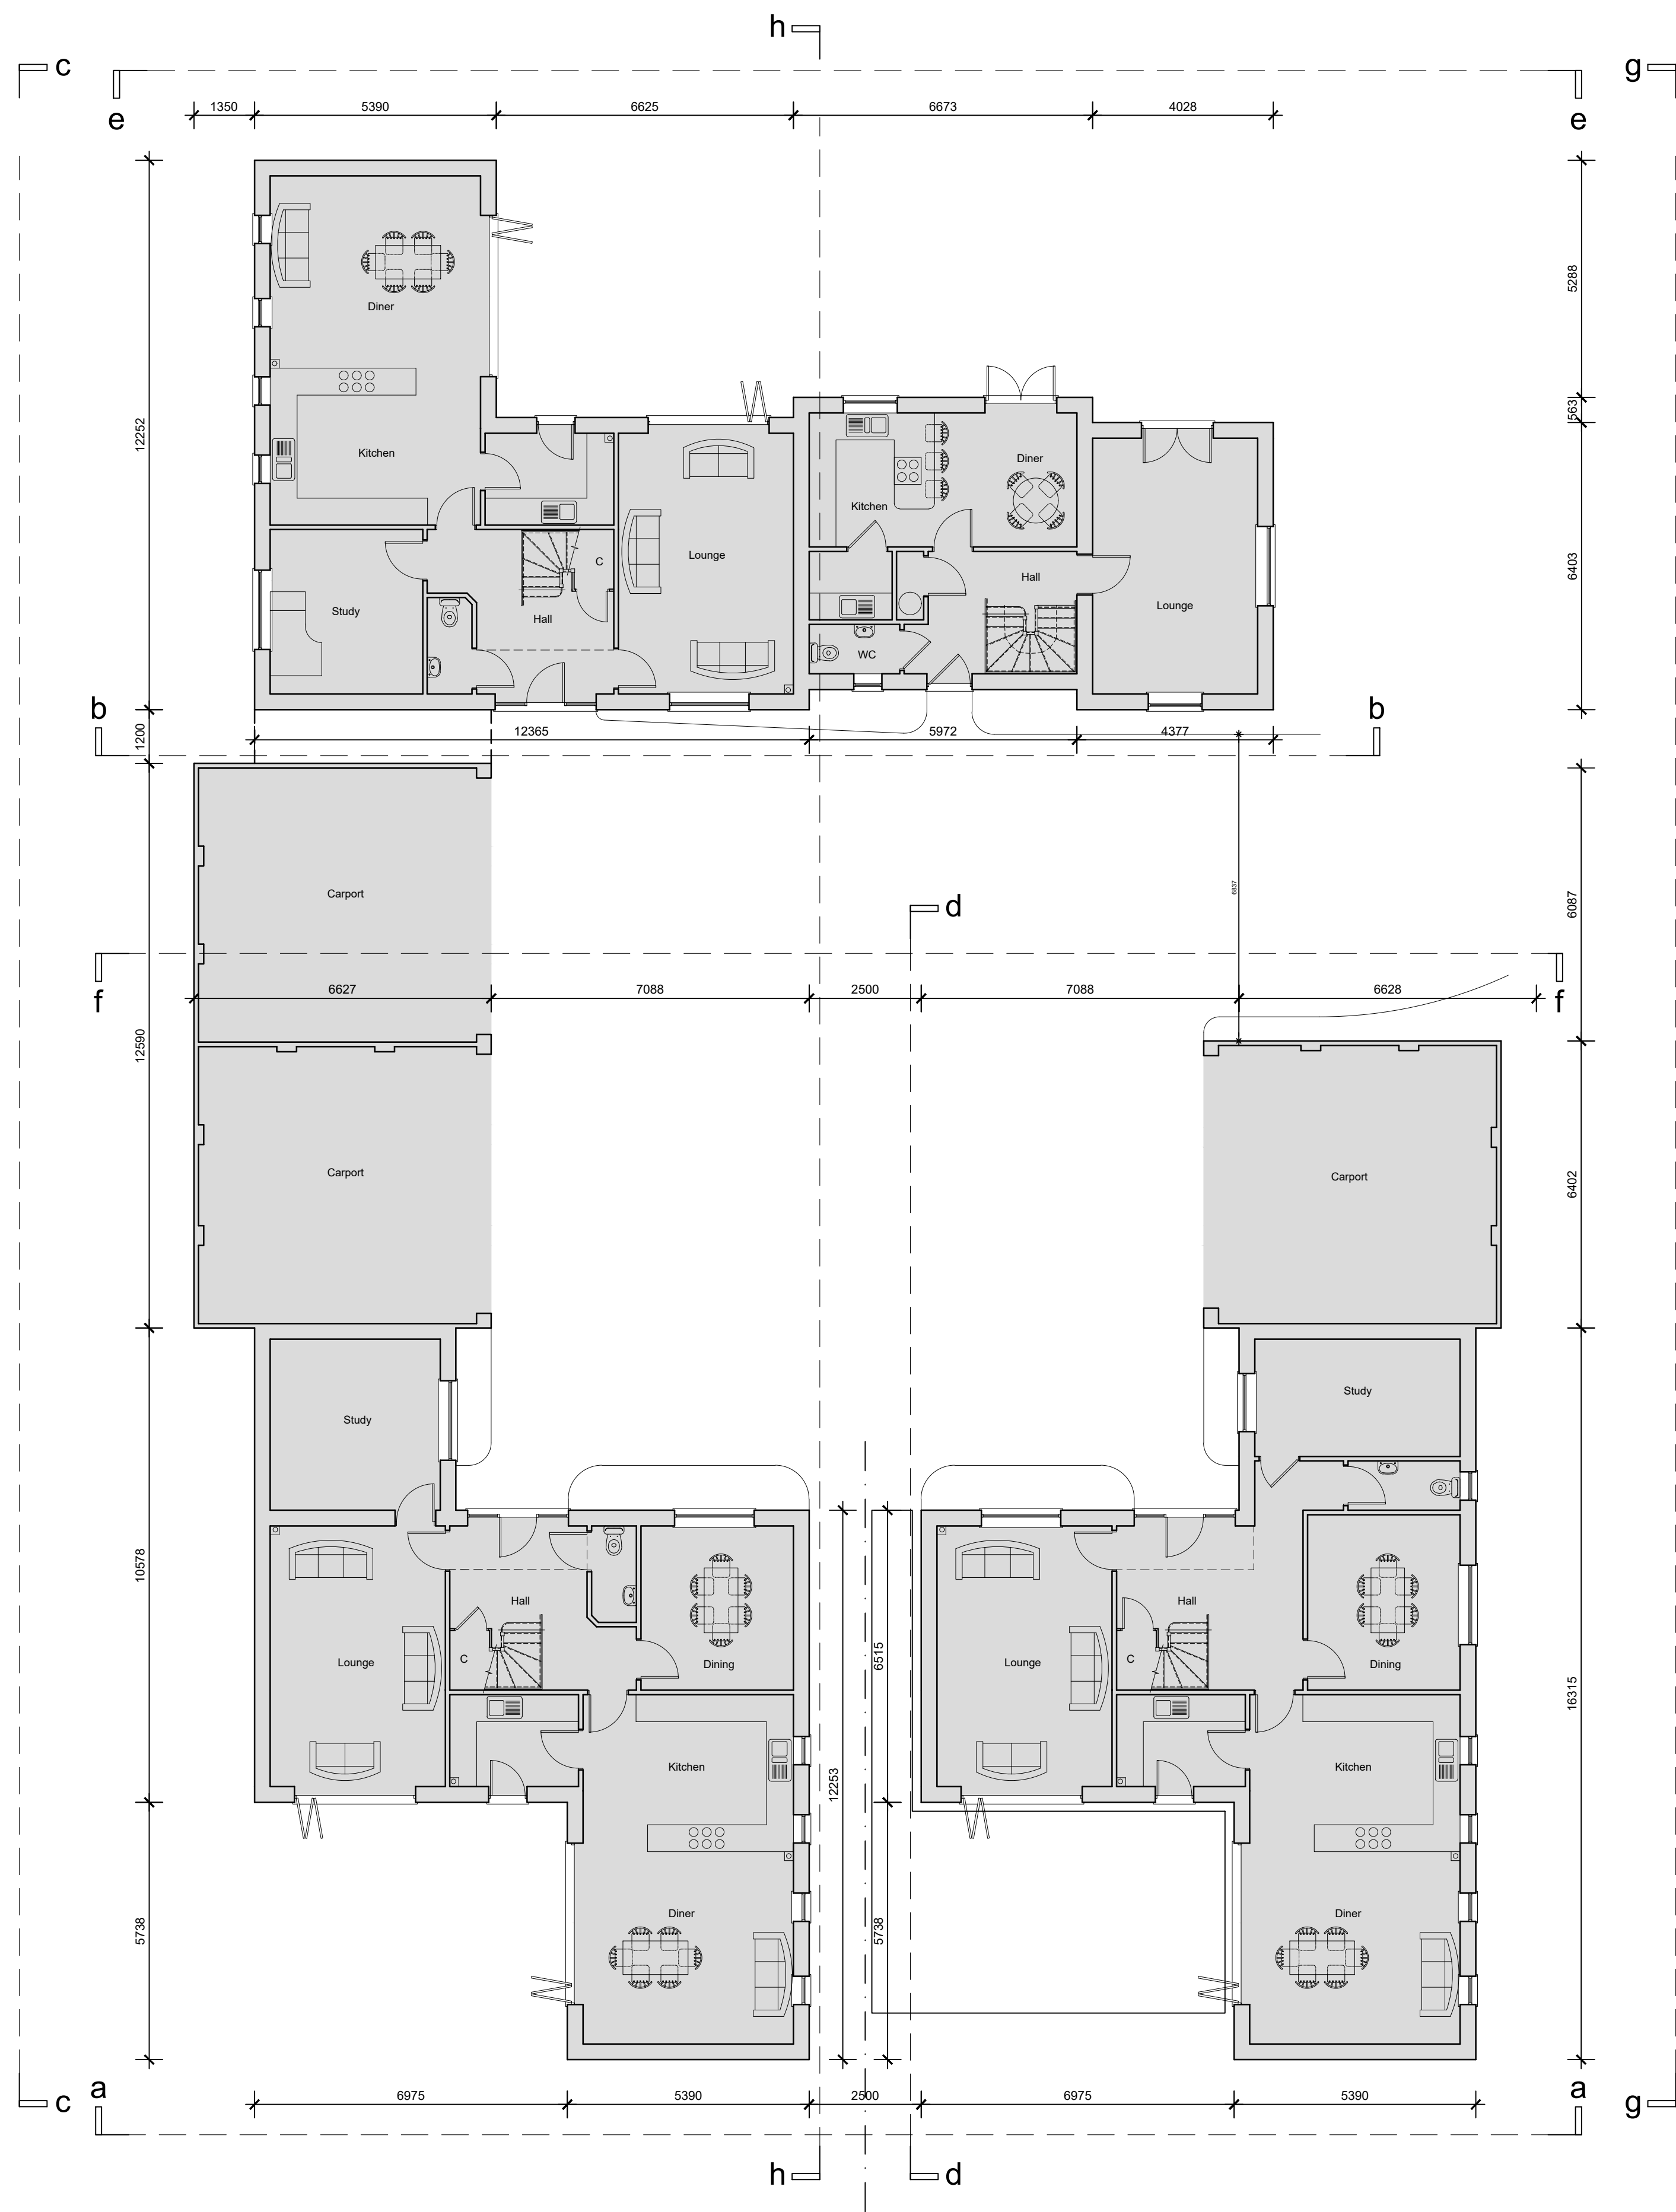 h
c
g
e
e
1350
5390
6625
6673
4028
Diner
5288
563
12252
Kitchen
Diner
Kitchen
Lounge
C
Hall
6403
Study
Hall
Lounge
WC
b
b
1200
12365
5972
4377
Carport
6837
6087
d
f
f
6627
7088
2500
7088
6628
12590
Carport
Carport
6402
Study
Study
10578
Hall
Hall
C
Lounge
Dining
6515
C
Lounge
Dining
16315
Kitchen
12253
Kitchen
Diner
Diner
5738
5738
c
a
6975
5390
2500
6975
5390
a
g
h
d